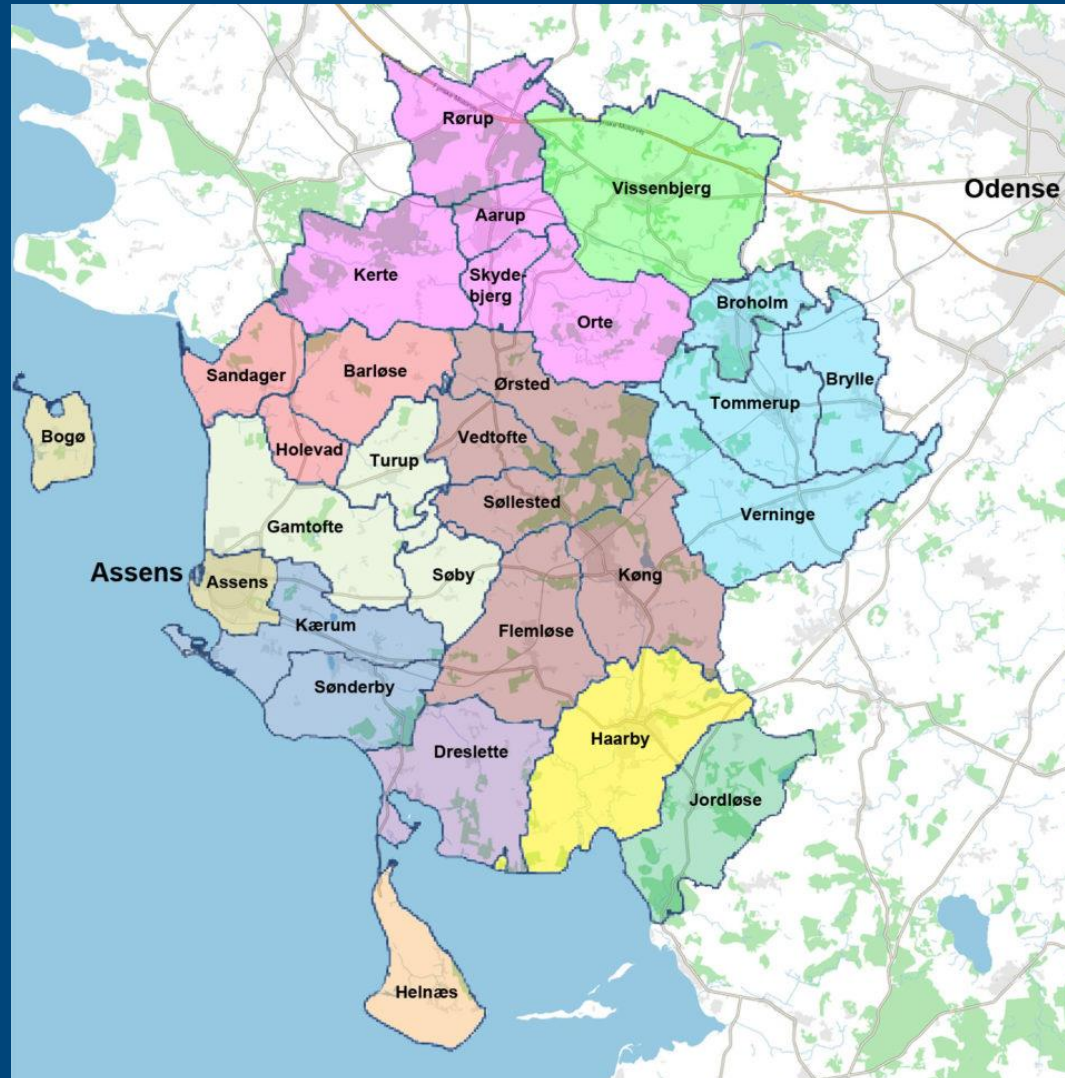 Rørup
Vissenbjerg
Odense
Aarup
Kerte
Skyde-
bjerg
Broholm
Orte
Sandager
Barløse
Ørsted
Brylle
Tommerup
Bogø
Holevad
Turup
Vedtofte
Søllested
Verninge
Gamtofte
Assens
Assens
Søby
Køng
Kærum
Flemløse
Sønderby
Dreslette
Haarby
Jordløse
Helnæs